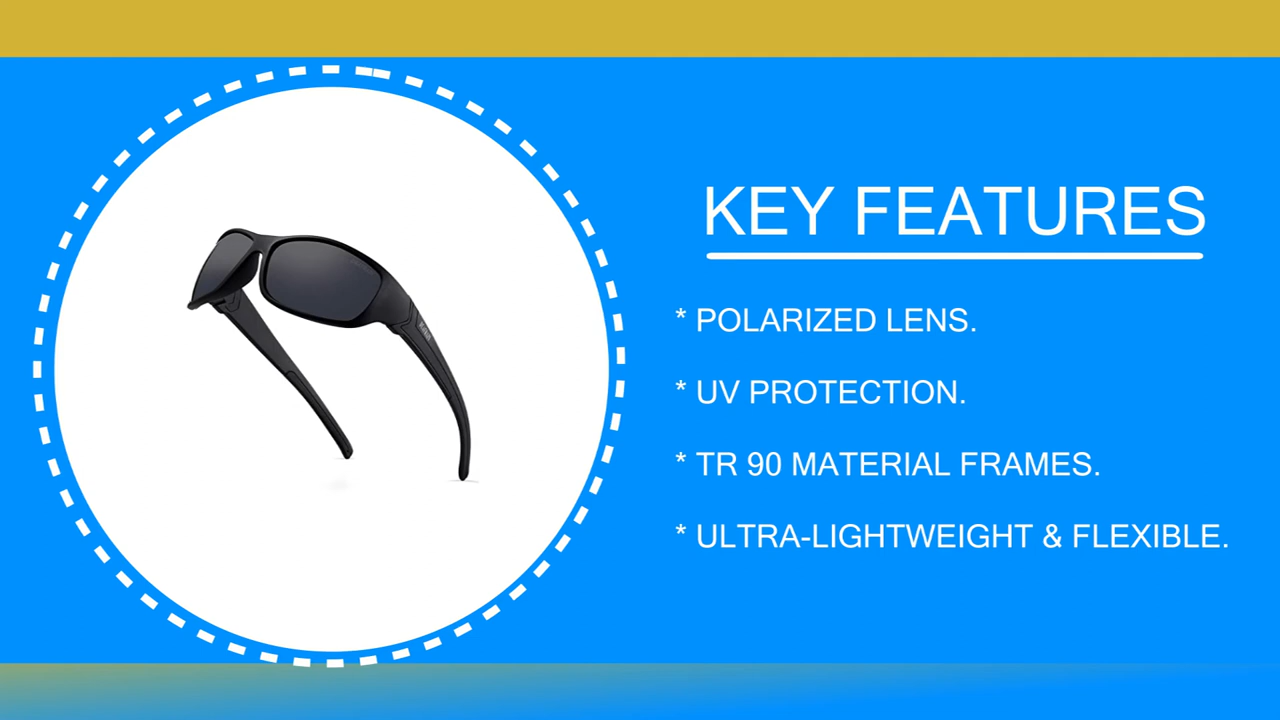 KEY FEATURES
* POLARIZED LENS.
* UV PROTECTION.
* TR 90 MATERIAL FRAMES.
* ULTRA-LIGHTWEIGHT & FLEXIBLE.